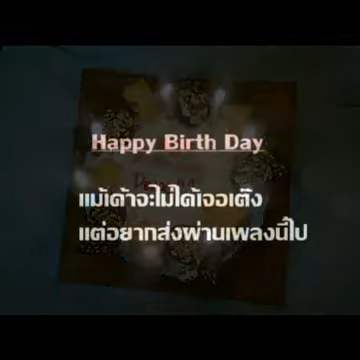 Happy Birth Day
แม้เค้าจะไม่ได้เจอเติ๊ง
แต่อยากส่งผ่านเพลงนี้ไป